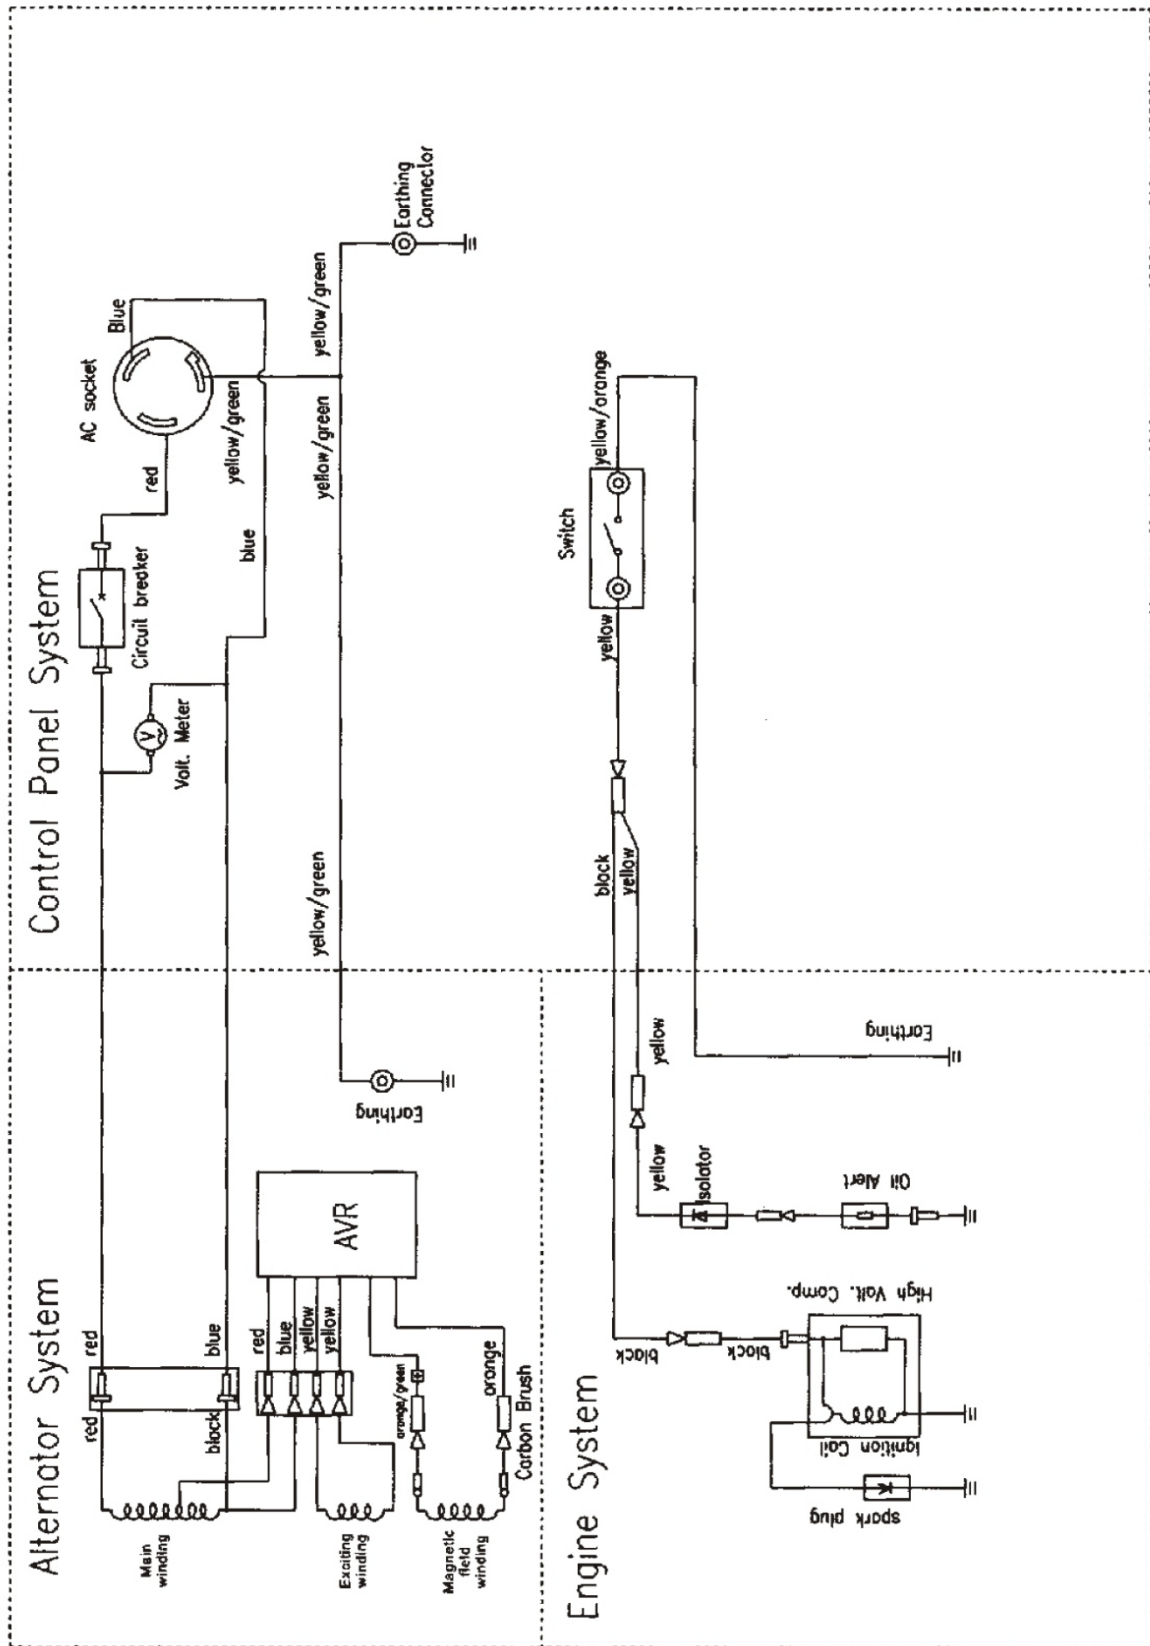 Control Panel System
AC socket
Blue
red
yellow/green
blue
Circuit breaker
V
Volt. Meter
yellow/green
yellow/green
yellow/green
Earthing
Connector
Switch
yellow/orange
yellow
black
yellow
Alternator System
red
red
blue
black
Main
winding
red
blue
yellow
yellow
AVR
Exciting
winding
orange/green
orange
Carbon Brush
Magnetic
field
winding
Earthing
Engine System
yellow
yellow
Isolator
Oil Alert
Earthing
black
black
High Volt. Comp.
Ignition Coil
spark plug